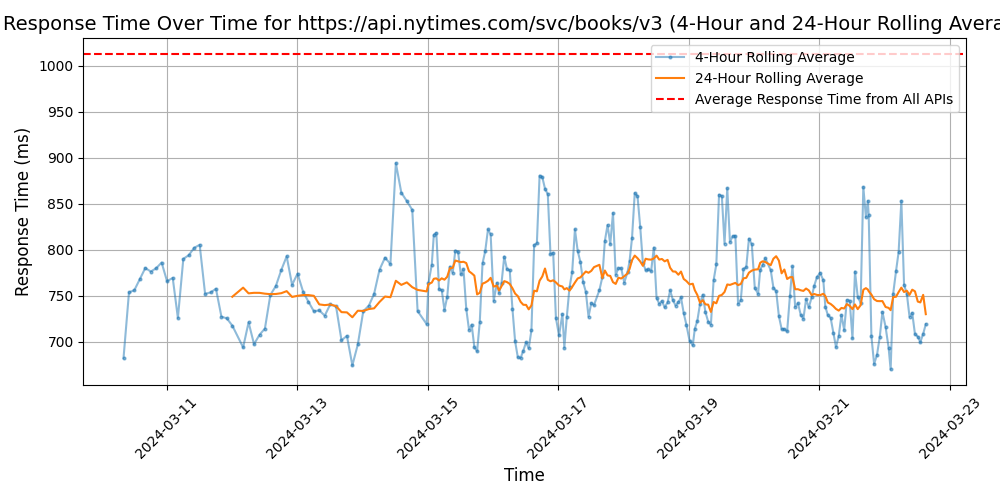 Response Time Over Time for https://api.nytimes.com/svc/books/v3 (4-Hour and 24-Hour Rolling Avera
4-Hour Rolling Average
24-Hour Rolling Average
Average Response Time from All APIs
Response Time (ms)
1000
950
900
850
800
750
700
2024-03-11
2024-03-13
2024-03-15
2024-03-17
2024-03-19
2024-03-21
2024-03-23
Time